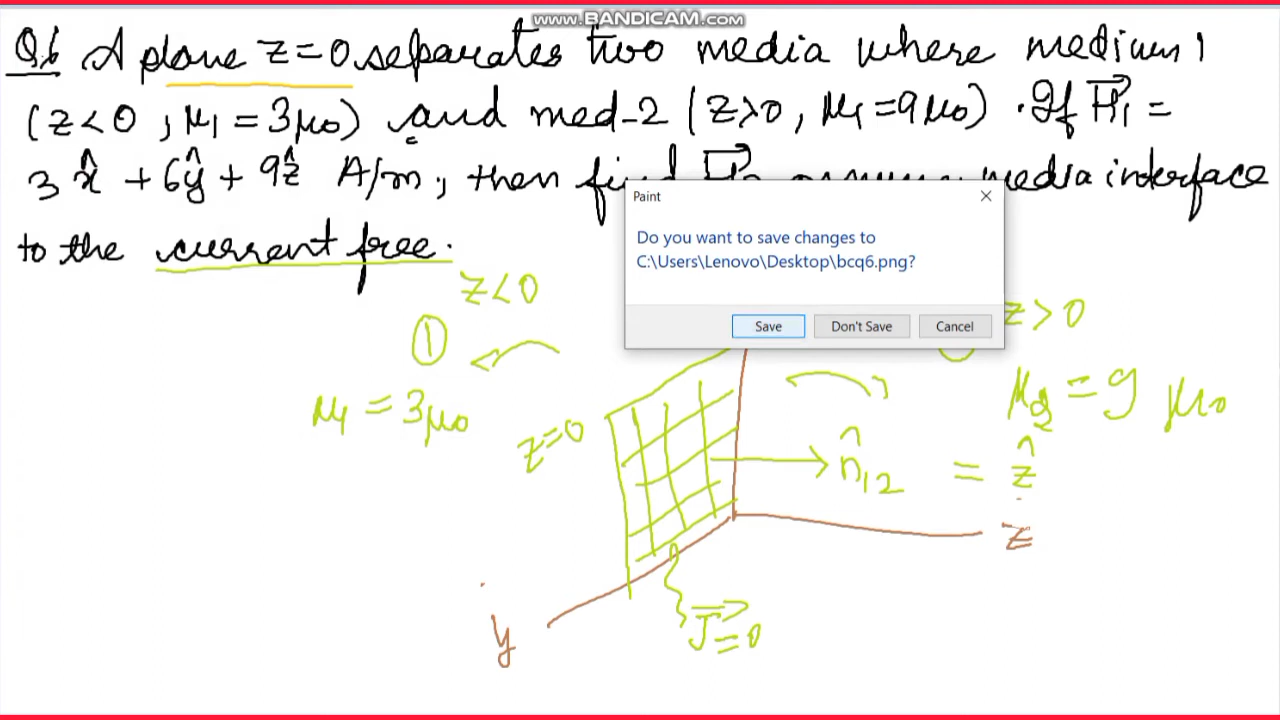 www.BANDICAM.com
Q.6 A plane z=0 separates two media where medium 1
(z<0, μ₁=3μ₀) and med-2 (z>0, μ₁=9μ₀). If H⃗₁ =
3x̂ + 6ŷ + 9ẑ A/m, then find media interface
to the current free.
Paint
Do you want to save changes to
C:\Users\Lenovo\Desktop\bcq6.png?
Save Don't Save Cancel
z<0
z>0
①
μ₁ = 3μ₀
z=0
μ₂ = 9 μ₀
n̂₁₂ = ẑ
z
y
J⃗=0